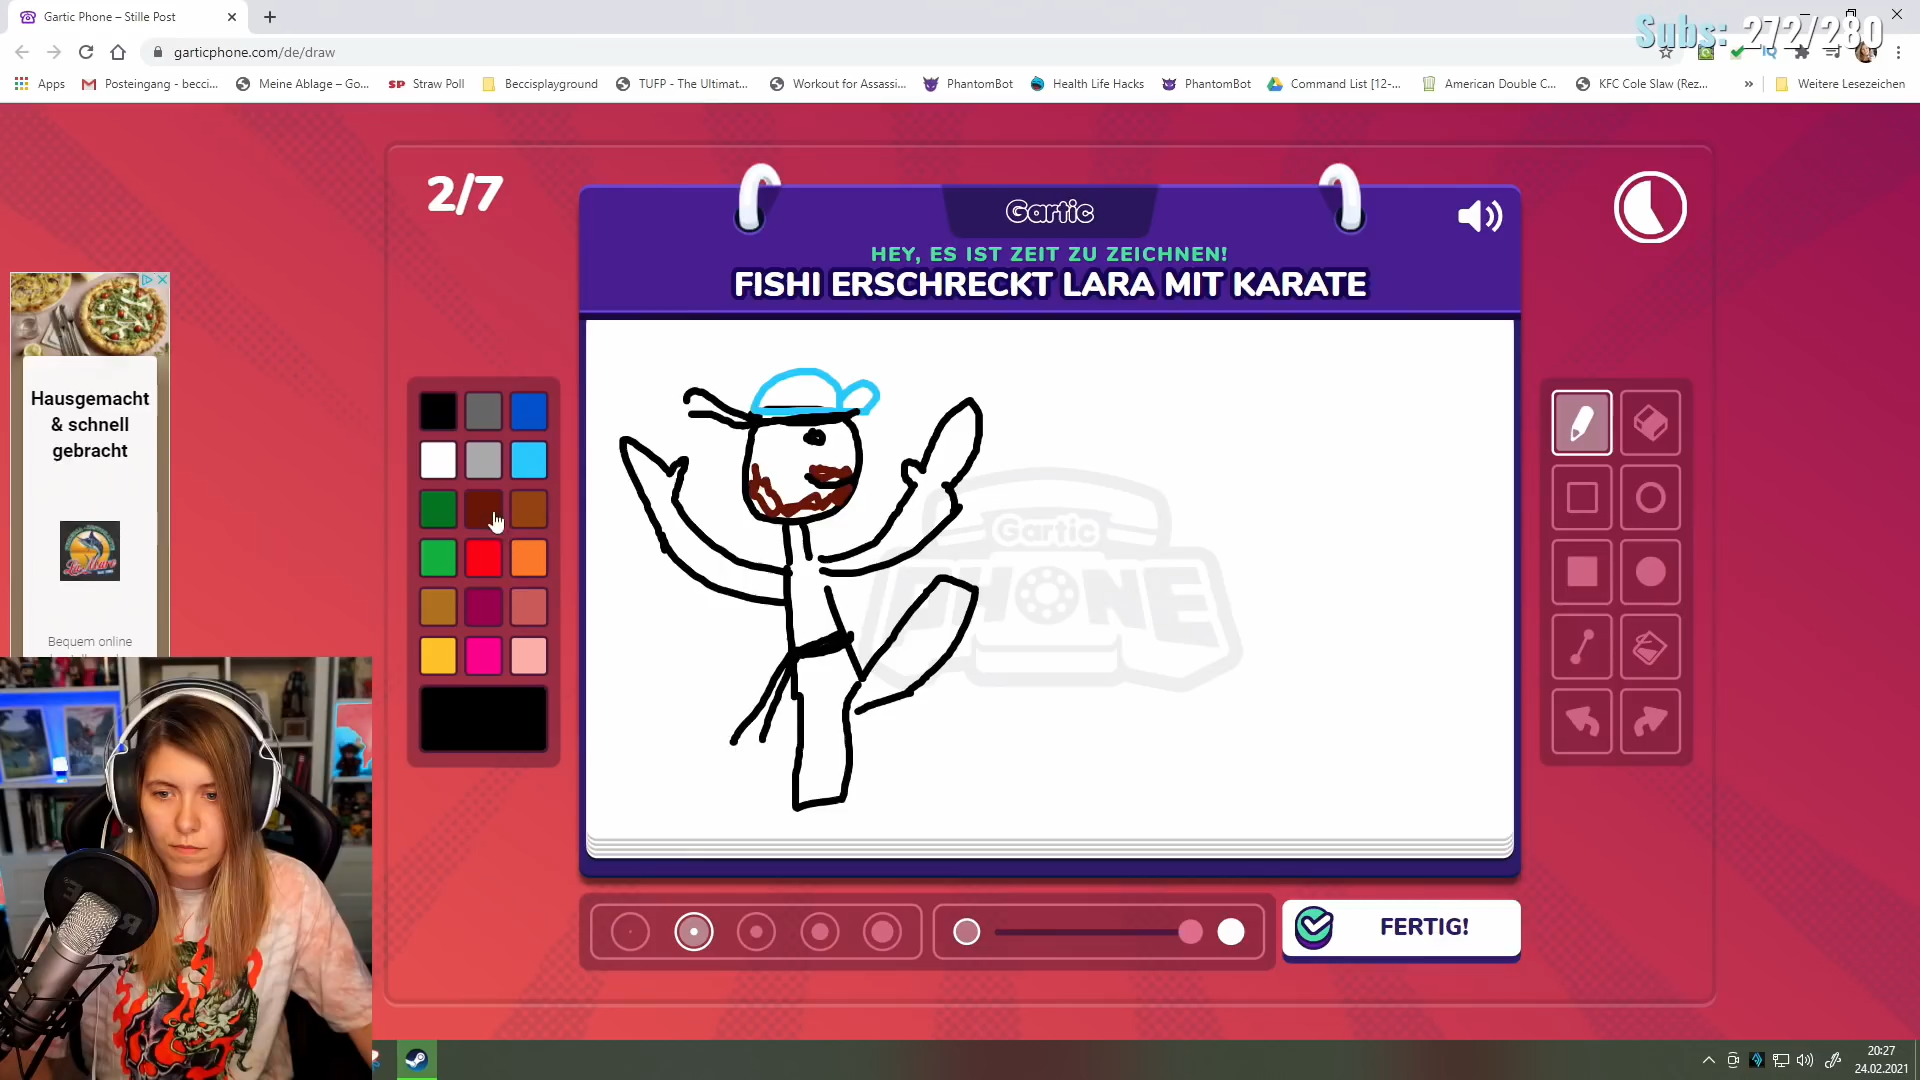 Gartic Phone – Stille Post
Subs: 272/280
garticphone.com/de/draw
Apps
Posteingang - becci...
Meine Ablage – Go...
SP Straw Poll
Beccisplayground
TUFP - The Ultimat...
Workout for Assassi...
PhantomBot
Health Life Hacks
PhantomBot
Command List [12-...
American Double C...
KFC Cole Slaw (Rez...
»
Weitere Lesezeichen
2/7
Gartic
HEY, ES IST ZEIT ZU ZEICHNEN!
FISHI ERSCHRECKT LARA MIT KARATE
Hausgemacht
& schnell
gebracht
Bequem online
Gartic
PHONE
FERTIG!
20:27
24.02.2021